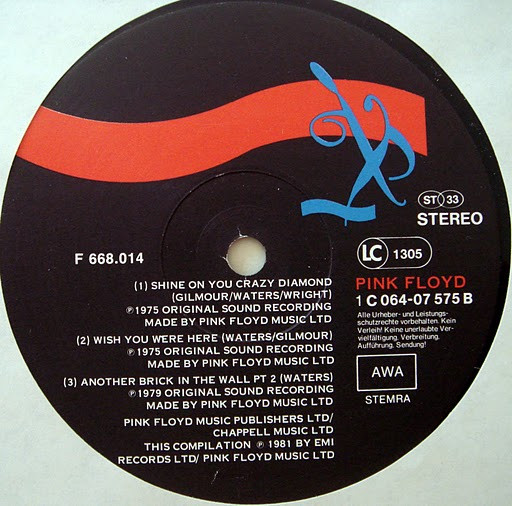 ST 33
STEREO
F 668.014
LC 1305
PINK FLOYD
1 C 064-07 575 B
Alle Urheber- und Leistungs-
schutzrechte vorbehalten. Kein
Verleih! Keine unerlaubte Ver-
vielfältigung, Verbreitung,
Aufführung, Sendung!
AWA
STEMRA
(1) SHINE ON YOU CRAZY DIAMOND
(GILMOUR/WATERS/WRIGHT)
℗1975 ORIGINAL SOUND RECORDING
MADE BY PINK FLOYD MUSIC LTD
(2) WISH YOU WERE HERE (WATERS/GILMOUR)
℗1975 ORIGINAL SOUND RECORDING
MADE BY PINK FLOYD MUSIC LTD
(3) ANOTHER BRICK IN THE WALL PT 2 (WATERS)
℗1979 ORIGINAL SOUND RECORDING
MADE BY PINK FLOYD MUSIC LTD
PINK FLOYD MUSIC PUBLISHERS LTD/
CHAPPELL MUSIC LTD
THIS COMPILATION ℗ 1981 BY EMI
RECORDS LTD/ PINK FLOYD MUSIC LTD